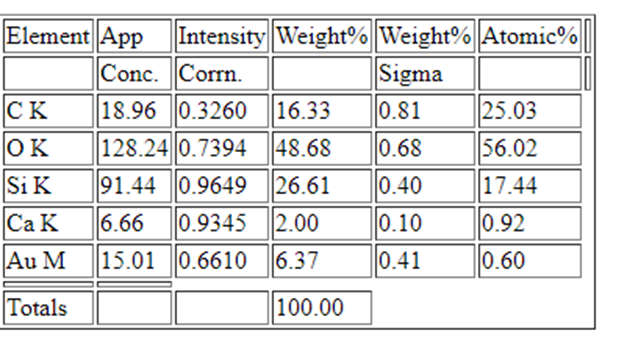 Element App Intensity Weight% Weight% Atomic%
Conc. Corrn. Sigma
C K 18.96 0.3260 16.33 0.81 25.03
O K 128.24 0.7394 48.68 0.68 56.02
Si K 91.44 0.9649 26.61 0.40 17.44
Ca K 6.66 0.9345 2.00 0.10 0.92
Au M 15.01 0.6610 6.37 0.41 0.60
Totals 100.00